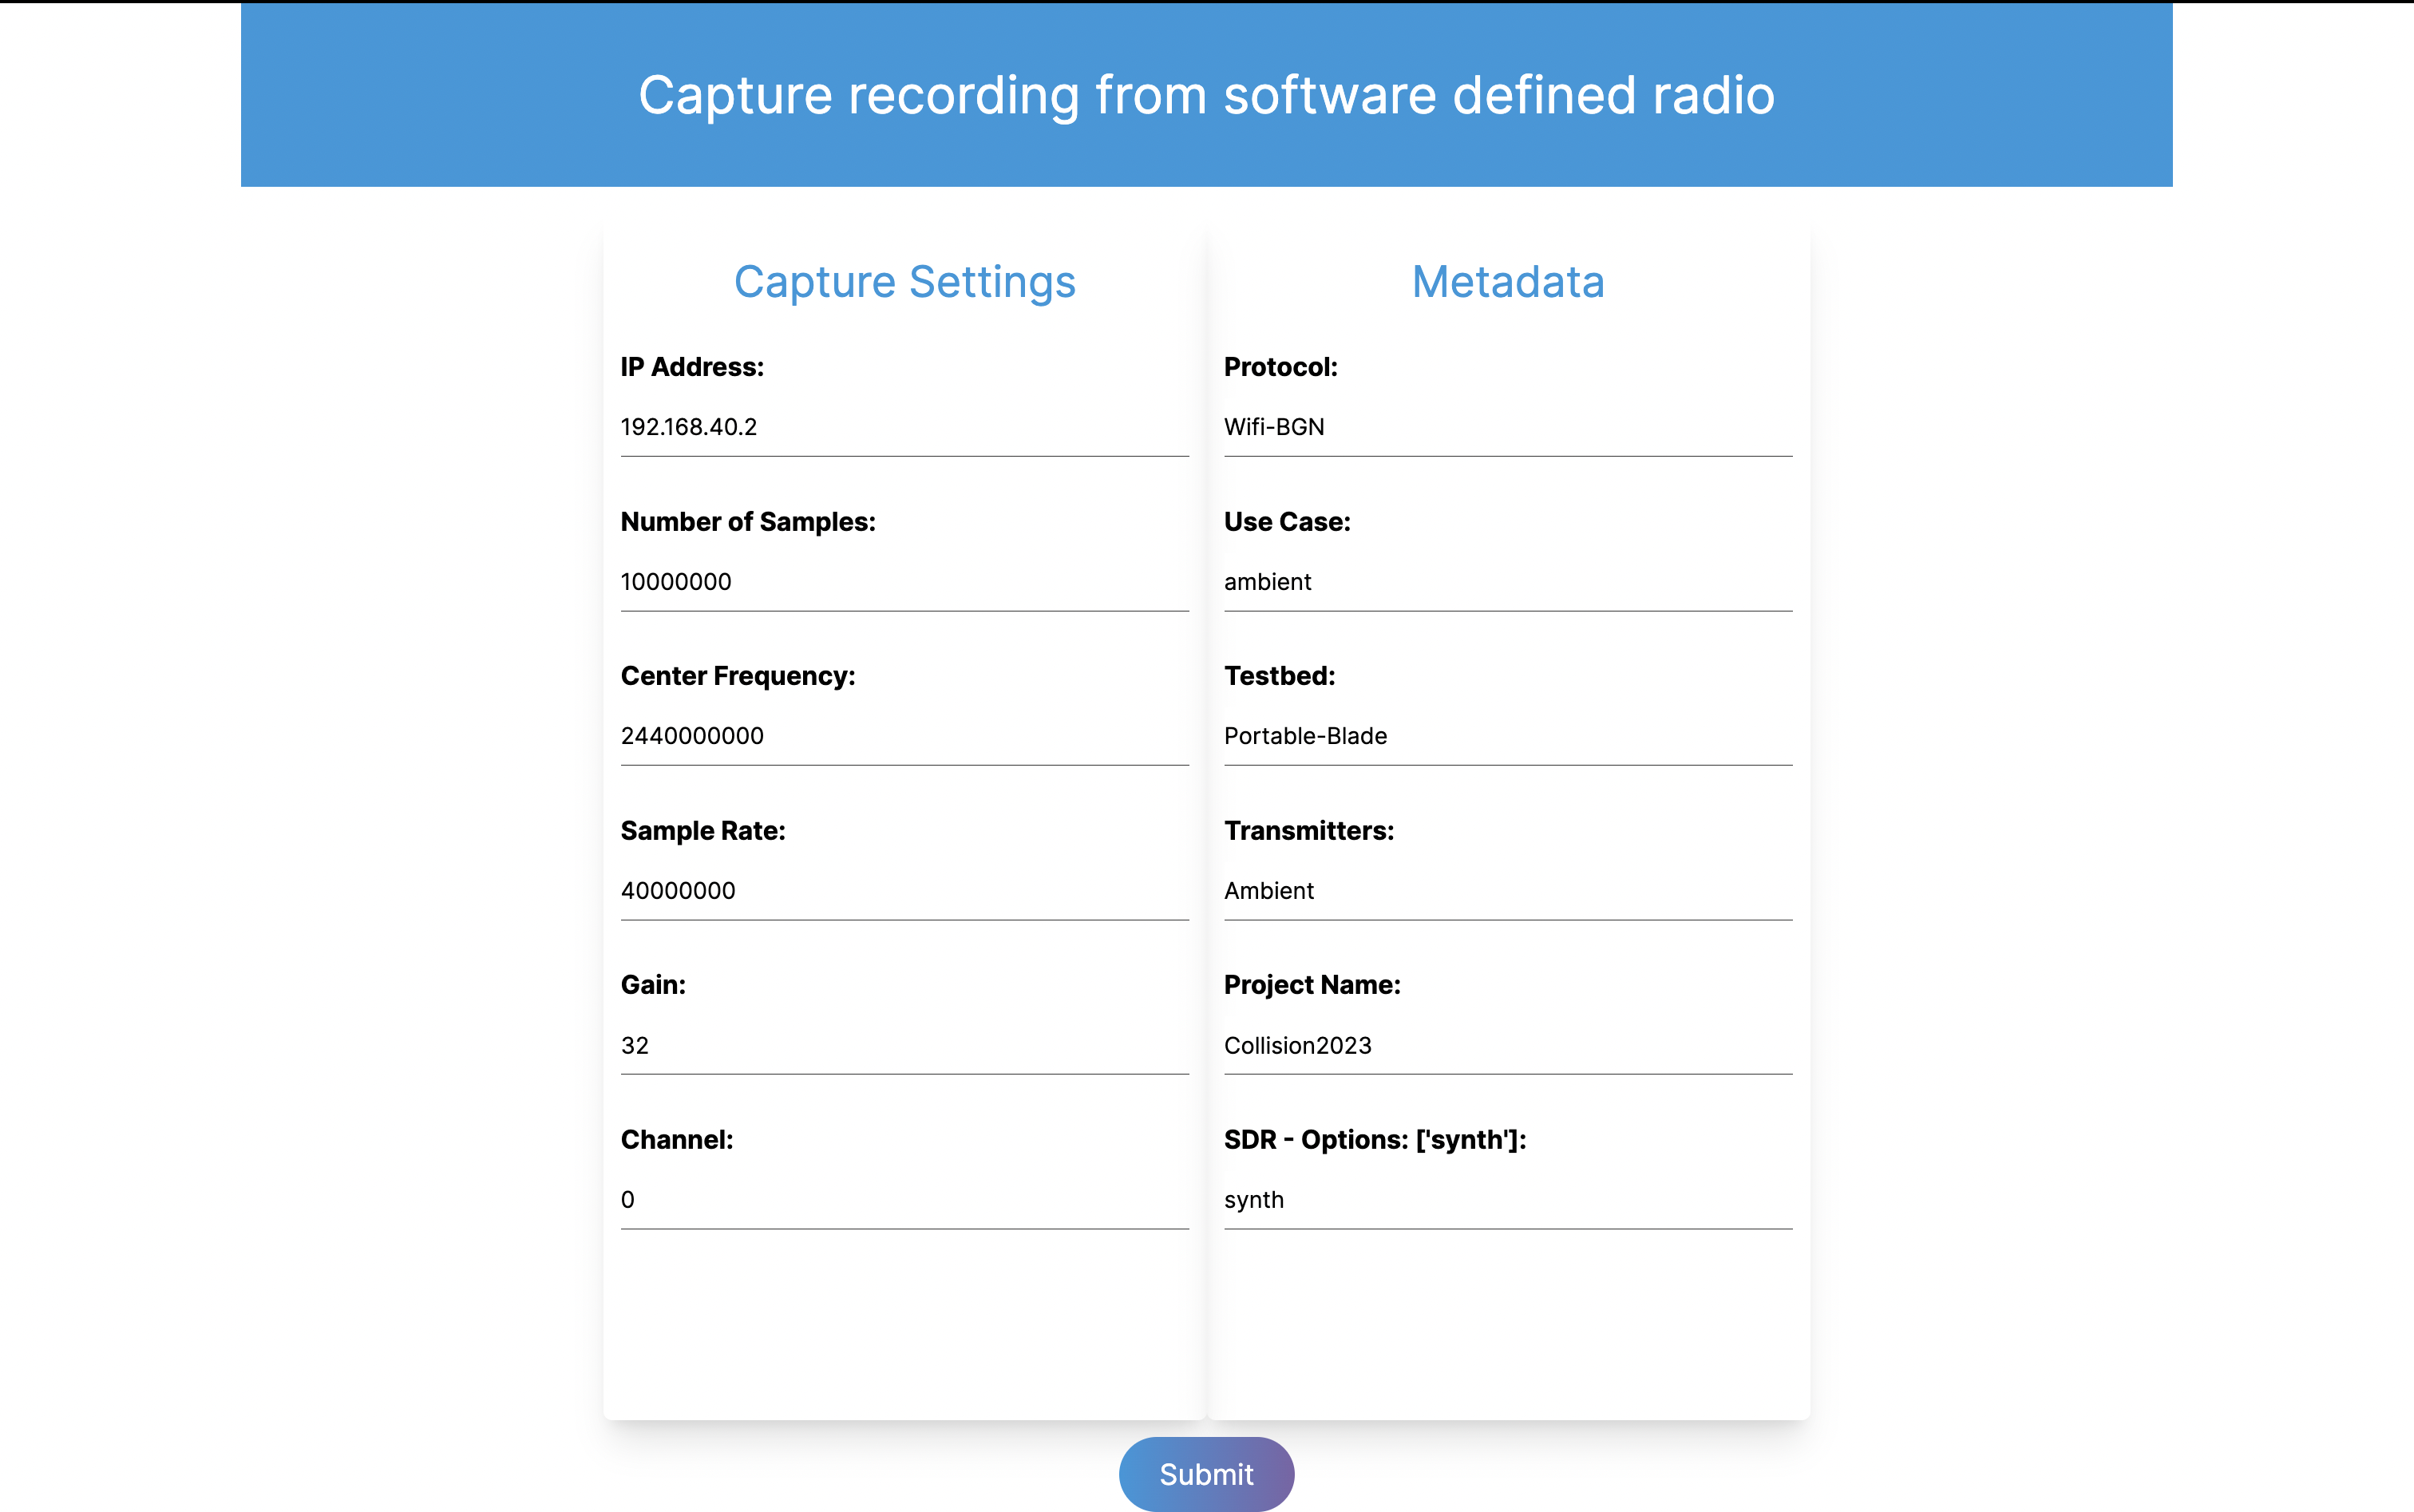 Capture recording from software defined radio
Capture Settings
IP Address:
192.168.40.2
Number of Samples:
10000000
Center Frequency:
2440000000
Sample Rate:
40000000
Gain:
32
Channel:
0
Metadata
Protocol:
Wifi-BGN
Use Case:
ambient
Testbed:
Portable-Blade
Transmitters:
Ambient
Project Name:
Collision2023
SDR - Options: ['synth']:
synth
Submit